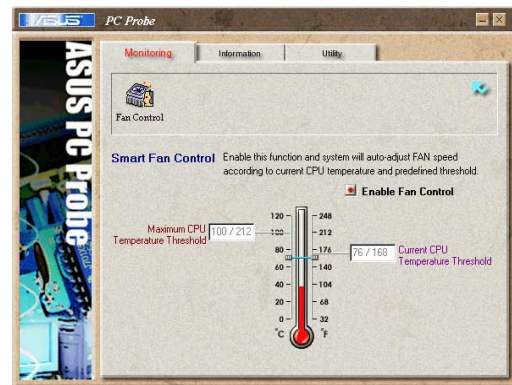 ASUS PC Probe
Monitoring Information Utility
ASUS PC Probe
Fan Control
Smart Fan Control Enable this function and system will auto-adjust FAN speed
according to current CPU temperature and predefined threshold.
Enable Fan Control
Maximum CPU
Temperature Threshold
100 / 212
120 248
100 212
80 176
60 140
40 104
20 68
0 32
°C °F
76 / 168
Current CPU
Temperature Threshold